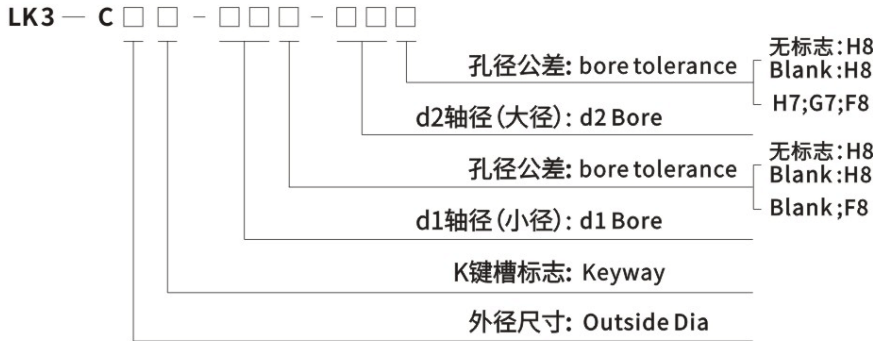 LK3 — C□□-□□□-□□□
孔径公差: bore tolerance
无标志:H8
Blank:H8
H7;G7;F8
d2轴径(大径): d2 Bore
孔径公差: bore tolerance
无标志:H8
Blank:H8
Blank;F8
d1轴径(小径): d1 Bore
K键槽标志: Keyway
外径尺寸: Outside Dia